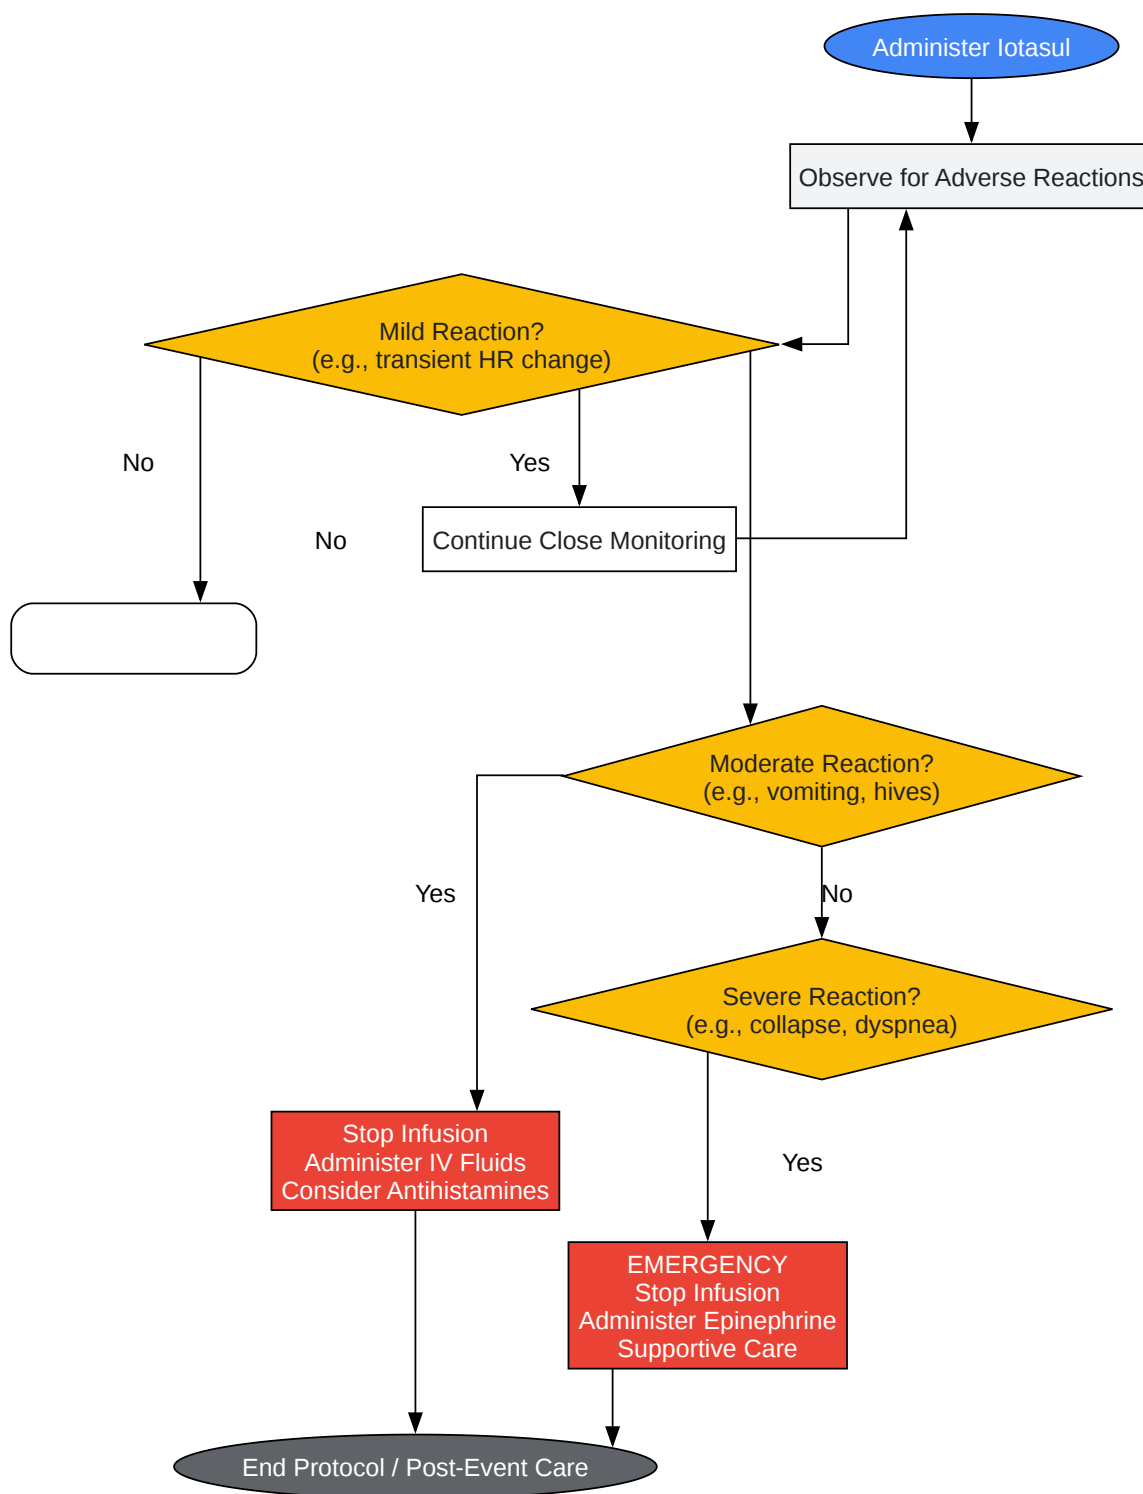 Administer Iotasul
Observe for Adverse Reactions
Mild Reaction?
(e.g., transient HR change)
No
Yes
No
Continue Close Monitoring
Moderate Reaction?
(e.g., vomiting, hives)
Yes
No
Severe Reaction?
(e.g., collapse, dyspnea)
Stop Infusion
Administer IV Fluids
Consider Antihistamines
Yes
EMERGENCY
Stop Infusion
Administer Epinephrine
Supportive Care
End Protocol / Post-Event Care